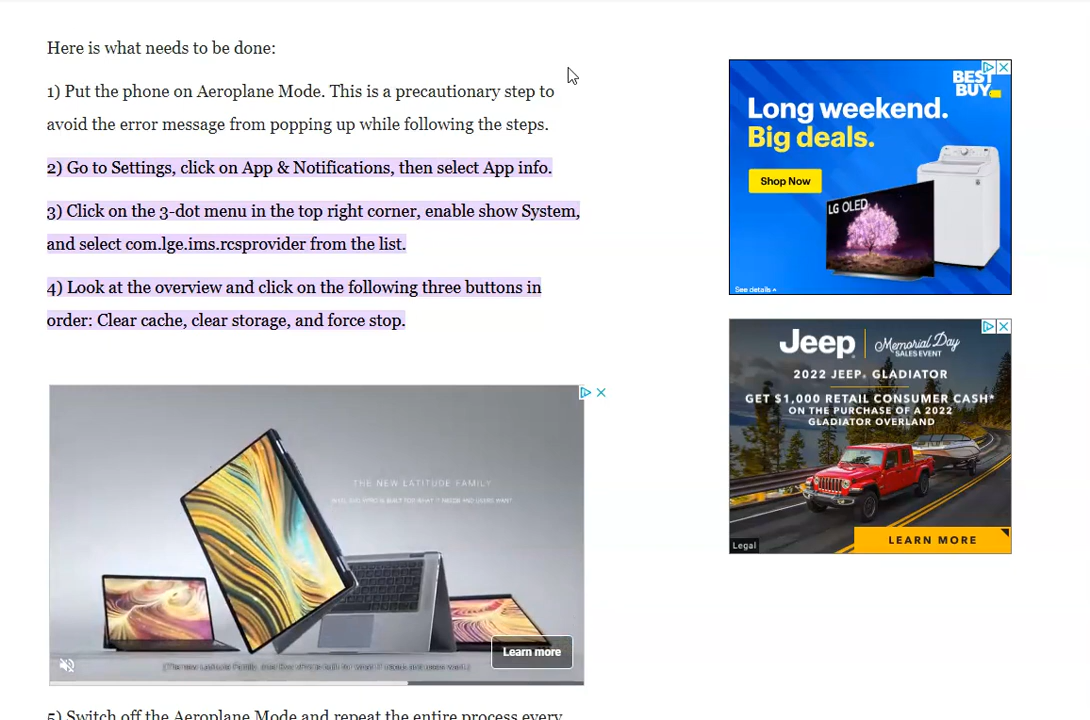 Here is what needs to be done:
1) Put the phone on Aeroplane Mode. This is a precautionary step to
avoid the error message from popping up while following the steps.
2) Go to Settings, click on App & Notifications, then select App info.
3) Click on the 3-dot menu in the top right corner, enable show System,
and select com.lge.ims.rcsprovider from the list.
4) Look at the overview and click on the following three buttons in
order: Clear cache, clear storage, and force stop.
THE NEW LATITUDE FAMILY
Learn more
5) Switch off the Aeroplane Mode and repeat the entire process every
BEST
BUY
Long weekend.
Big deals.
Shop Now
LG OLED
See details
Jeep
Memorial Day
SALES EVENT
2022 JEEP® GLADIATOR
GET $1,000 RETAIL CONSUMER CASH*
ON THE PURCHASE OF A 2022
GLADIATOR OVERLAND
Legal
LEARN MORE